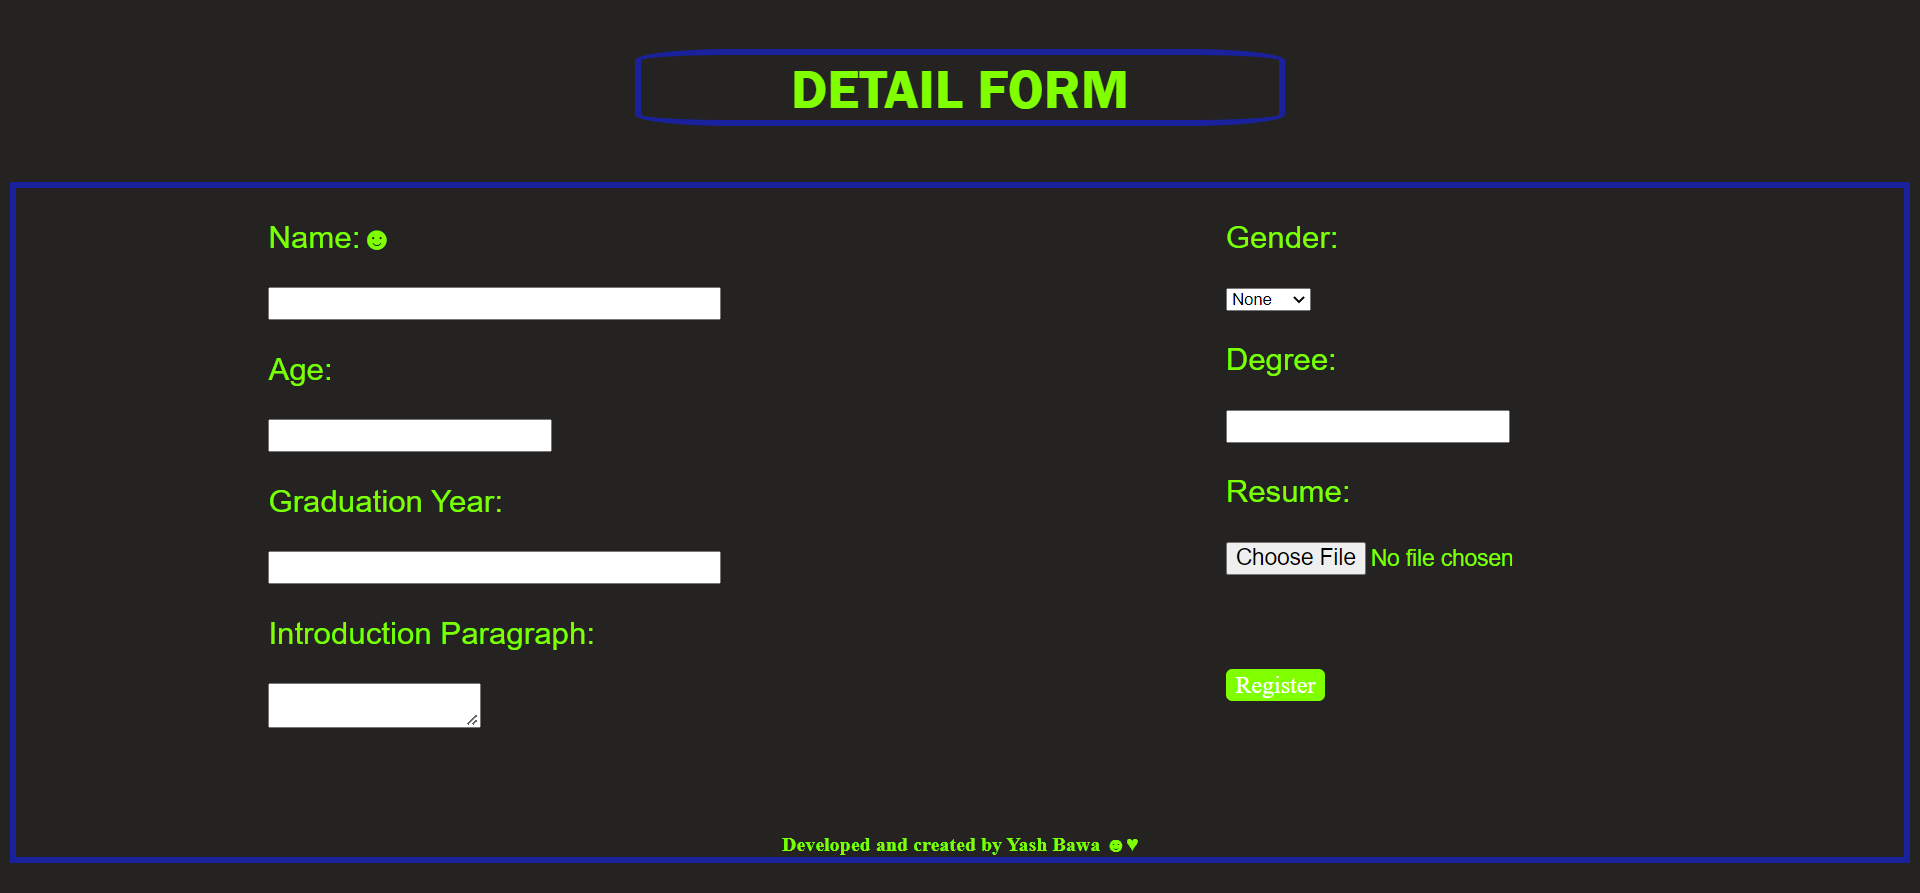 DETAIL FORM
Name:☻
Age:
Graduation Year:
Introduction Paragraph:
Gender:
None
Degree:
Resume:
Choose File No file chosen
Register
Developed and created by Yash Bawa ☻♥